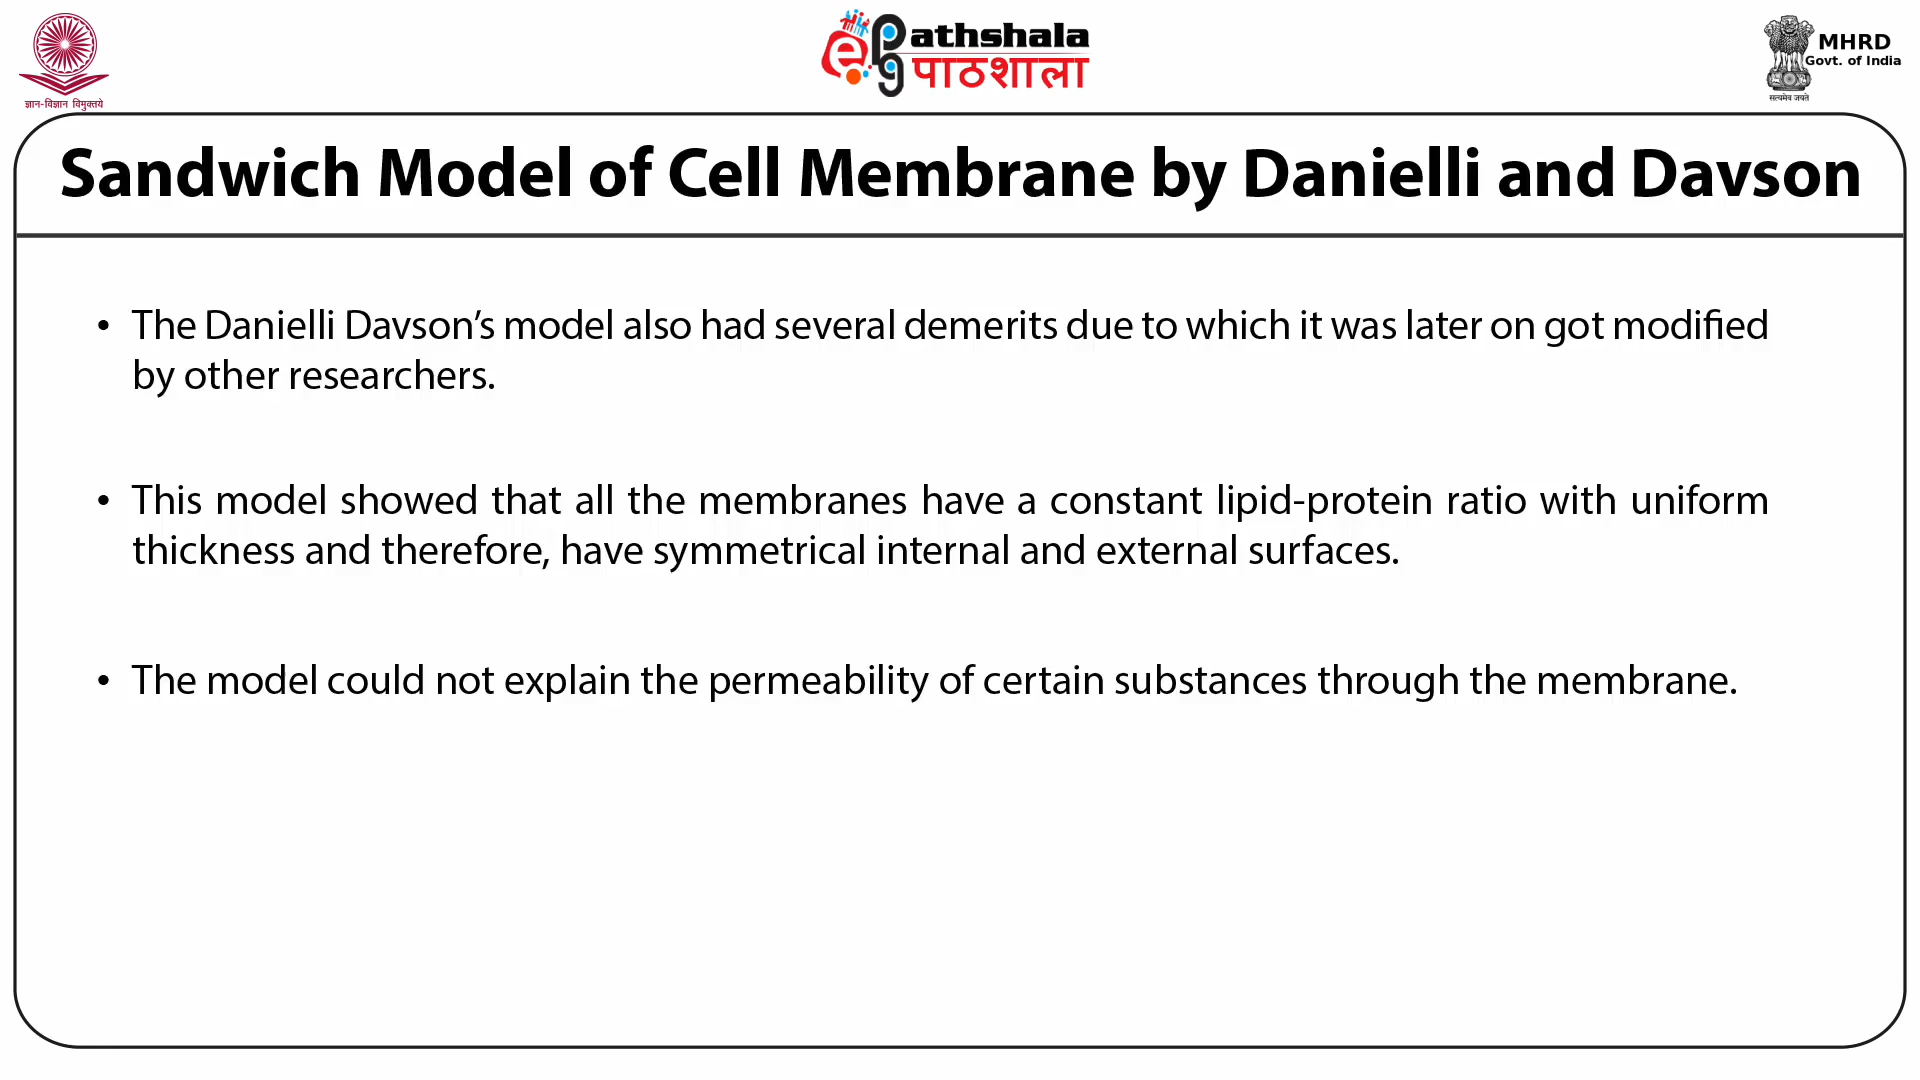 ज्ञान-विज्ञान विमुक्तये
e Pg athshala
पाठशाला
MHRD
Govt. of India
सत्यमेव जयते
Sandwich Model of Cell Membrane by Danielli and Davson
• The Danielli Davson’s model also had several demerits due to which it was later on got modified
by other researchers.
• This model showed that all the membranes have a constant lipid-protein ratio with uniform
thickness and therefore, have symmetrical internal and external surfaces.
• The model could not explain the permeability of certain substances through the membrane.